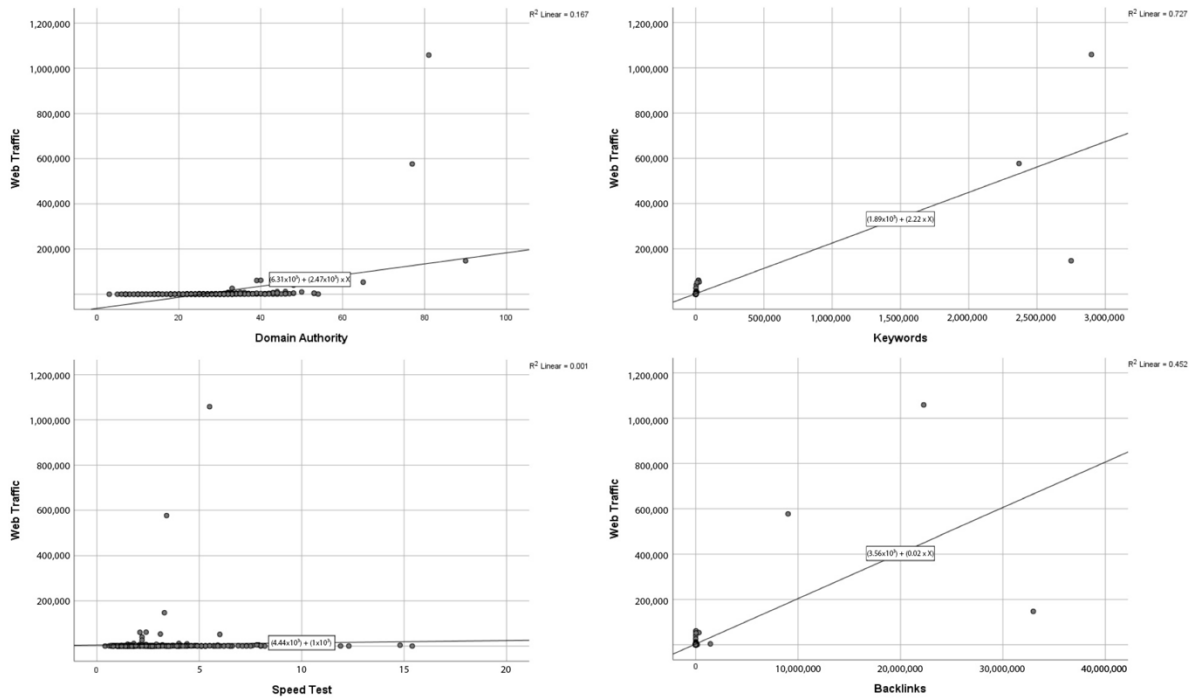 R² Linear = 0.167
1,200,000
1,000,000
800,000
600,000
400,000
200,000
0
Web Traffic
(6.31x10³) + (2.47x10³) x X
0 20 40 60 80 100
Domain Authority
R² Linear = 0.727
1,200,000
1,000,000
800,000
600,000
400,000
200,000
0
Web Traffic
(1.89x10³) + (2.22 x X)
0 500,000 1,000,000 1,500,000 2,000,000 2,500,000 3,000,000
Keywords
R² Linear = 0.001
1,200,000
1,000,000
800,000
600,000
400,000
200,000
0
Web Traffic
(4.44x10³) + (1x10³)
0 5 10 15 20
Speed Test
R² Linear = 0.452
1,200,000
1,000,000
800,000
600,000
400,000
200,000
0
Web Traffic
(3.56x10³) + (0.02 x X)
0 10,000,000 20,000,000 30,000,000 40,000,000
Backlinks